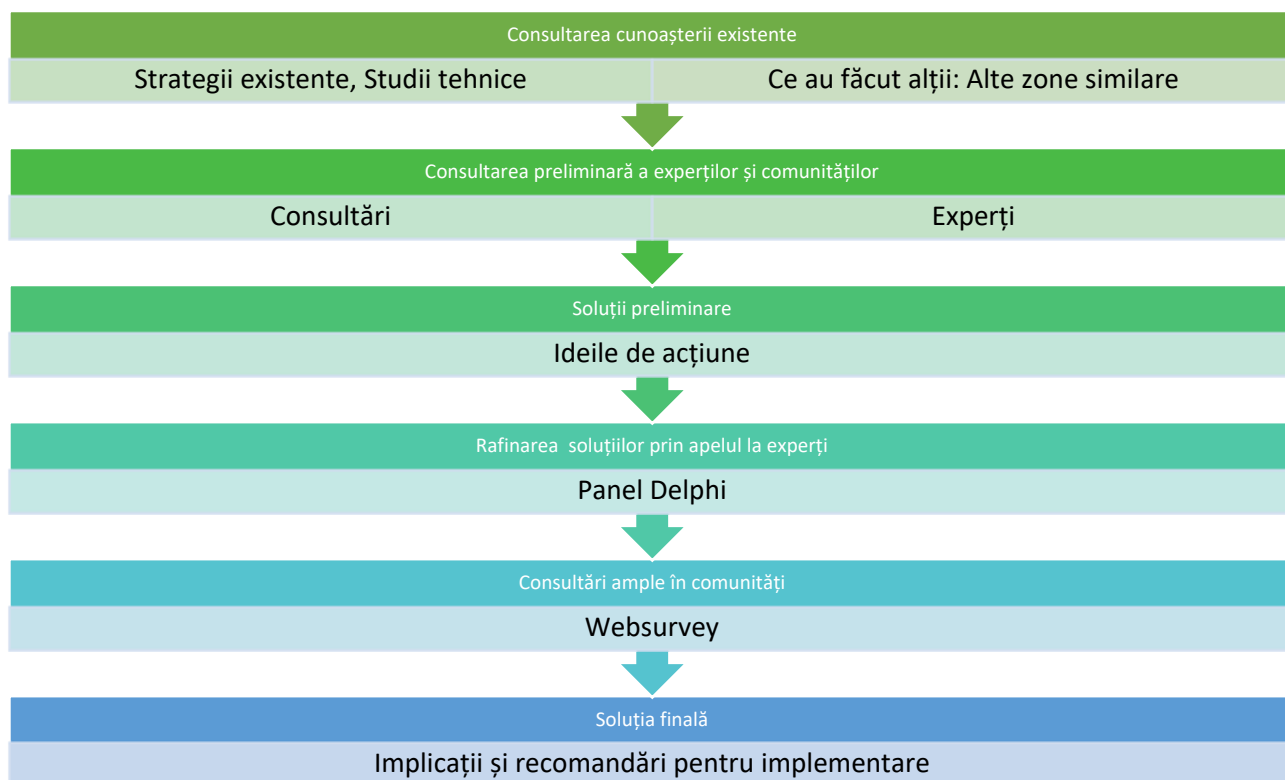 Consultarea cunoașterii existente
Strategii existente, Studii tehnice
Ce au făcut alții: Alte zone similare
Consultarea preliminară a experților și comunităților
Consultări
Experți
Soluții preliminare
Ideile de acțiune
Rafinarea  soluțiilor prin apelul la experți
Panel Delphi
Consultări ample în comunități
Websurvey
Soluția finală
Implicații și recomandări pentru implementare